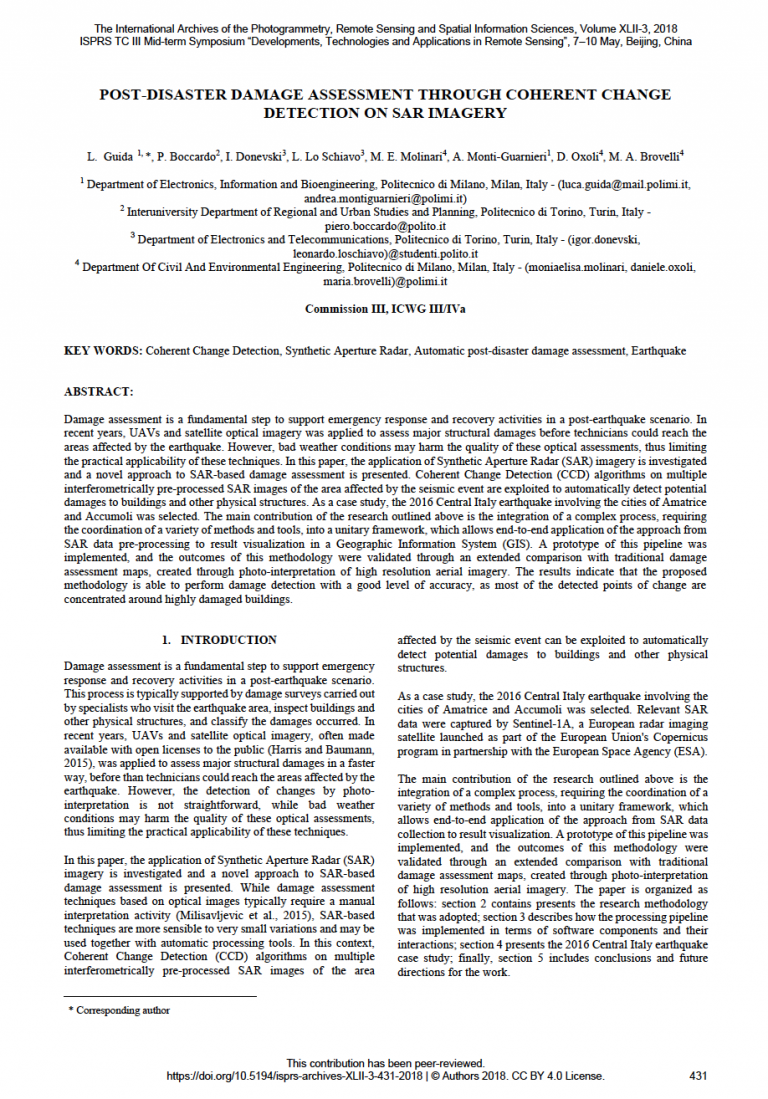 The International Archives of the Photogrammetry, Remote Sensing and Spatial Information Sciences, Volume XLII-3, 2018
ISPRS TC III Mid-term Symposium “Developments, Technologies and Applications in Remote Sensing”, 7–10 May, Beijing, China
POST-DISASTER DAMAGE ASSESSMENT THROUGH COHERENT CHANGE
DETECTION ON SAR IMAGERY
L. Guida 1, *, P. Boccardo2, I. Donevski3, L. Lo Schiavo3, M. E. Molinari4, A. Monti-Guarnieri1, D. Oxoli4, M. A. Brovelli4
1 Department of Electronics, Information and Bioengineering, Politecnico di Milano, Milan, Italy - (luca.guida@mail.polimi.it,
andrea.montiguarnieri@polimi.it)
2 Interuniversity Department of Regional and Urban Studies and Planning, Politecnico di Torino, Turin, Italy -
piero.boccardo@polito.it
3 Department of Electronics and Telecommunications, Politecnico di Torino, Turin, Italy - (igor.donevski,
leonardo.loschiavo)@studenti.polito.it
4 Department Of Civil And Environmental Engineering, Politecnico di Milano, Milan, Italy - (moniaelisa.molinari, daniele.oxoli,
maria.brovelli)@polimi.it
Commission III, ICWG III/IVa
KEY WORDS: Coherent Change Detection, Synthetic Aperture Radar, Automatic post-disaster damage assessment, Earthquake
ABSTRACT:
Damage assessment is a fundamental step to support emergency response and recovery activities in a post-earthquake scenario. In
recent years, UAVs and satellite optical imagery was applied to assess major structural damages before technicians could reach the
areas affected by the earthquake. However, bad weather conditions may harm the quality of these optical assessments, thus limiting
the practical applicability of these techniques. In this paper, the application of Synthetic Aperture Radar (SAR) imagery is investigated
and a novel approach to SAR-based damage assessment is presented. Coherent Change Detection (CCD) algorithms on multiple
interferometrically pre-processed SAR images of the area affected by the seismic event are exploited to automatically detect potential
damages to buildings and other physical structures. As a case study, the 2016 Central Italy earthquake involving the cities of Amatrice
and Accumoli was selected. The main contribution of the research outlined above is the integration of a complex process, requiring
the coordination of a variety of methods and tools, into a unitary framework, which allows end-to-end application of the approach from
SAR data pre-processing to result visualization in a Geographic Information System (GIS). A prototype of this pipeline was
implemented, and the outcomes of this methodology were validated through an extended comparison with traditional damage
assessment maps, created through photo-interpretation of high resolution aerial imagery. The results indicate that the proposed
methodology is able to perform damage detection with a good level of accuracy, as most of the detected points of change are
concentrated around highly damaged buildings.
1. INTRODUCTION
Damage assessment is a fundamental step to support emergency
response and recovery activities in a post-earthquake scenario.
This process is typically supported by damage surveys carried out
by specialists who visit the earthquake area, inspect buildings and
other physical structures, and classify the damages occurred. In
recent years, UAVs and satellite optical imagery, often made
available with open licenses to the public (Harris and Baumann,
2015), was applied to assess major structural damages in a faster
way, before than technicians could reach the areas affected by the
earthquake. However, the detection of changes by photo-
interpretation is not straightforward, while bad weather
conditions may harm the quality of these optical assessments,
thus limiting the practical applicability of these techniques.
In this paper, the application of Synthetic Aperture Radar (SAR)
imagery is investigated and a novel approach to SAR-based
damage assessment is presented. While damage assessment
techniques based on optical images typically require a manual
interpretation activity (Milisavljevic et al., 2015), SAR-based
techniques are more sensible to very small variations and may be
used together with automatic processing tools. In this context,
Coherent Change Detection (CCD) algorithms on multiple
interferometrically pre-processed SAR images of the area
affected by the seismic event can be exploited to automatically
detect potential damages to buildings and other physical
structures.
As a case study, the 2016 Central Italy earthquake involving the
cities of Amatrice and Accumoli was selected. Relevant SAR
data were captured by Sentinel-1A, a European radar imaging
satellite launched as part of the European Union's Copernicus
program in partnership with the European Space Agency (ESA).
The main contribution of the research outlined above is the
integration of a complex process, requiring the coordination of a
variety of methods and tools, into a unitary framework, which
allows end-to-end application of the approach from SAR data
collection to result visualization. A prototype of this pipeline was
implemented, and the outcomes of this methodology were
validated through an extended comparison with traditional
damage assessment maps, created through photo-interpretation
of high resolution aerial imagery. The paper is organized as
follows: section 2 contains presents the research methodology
that was adopted; section 3 describes how the processing pipeline
was implemented in terms of software components and their
interactions; section 4 presents the 2016 Central Italy earthquake
case study; finally, section 5 includes conclusions and future
directions for the work.
* Corresponding author
This contribution has been peer-reviewed.
https://doi.org/10.5194/isprs-archives-XLII-3-431-2018 | © Authors 2018. CC BY 4.0 License.
431